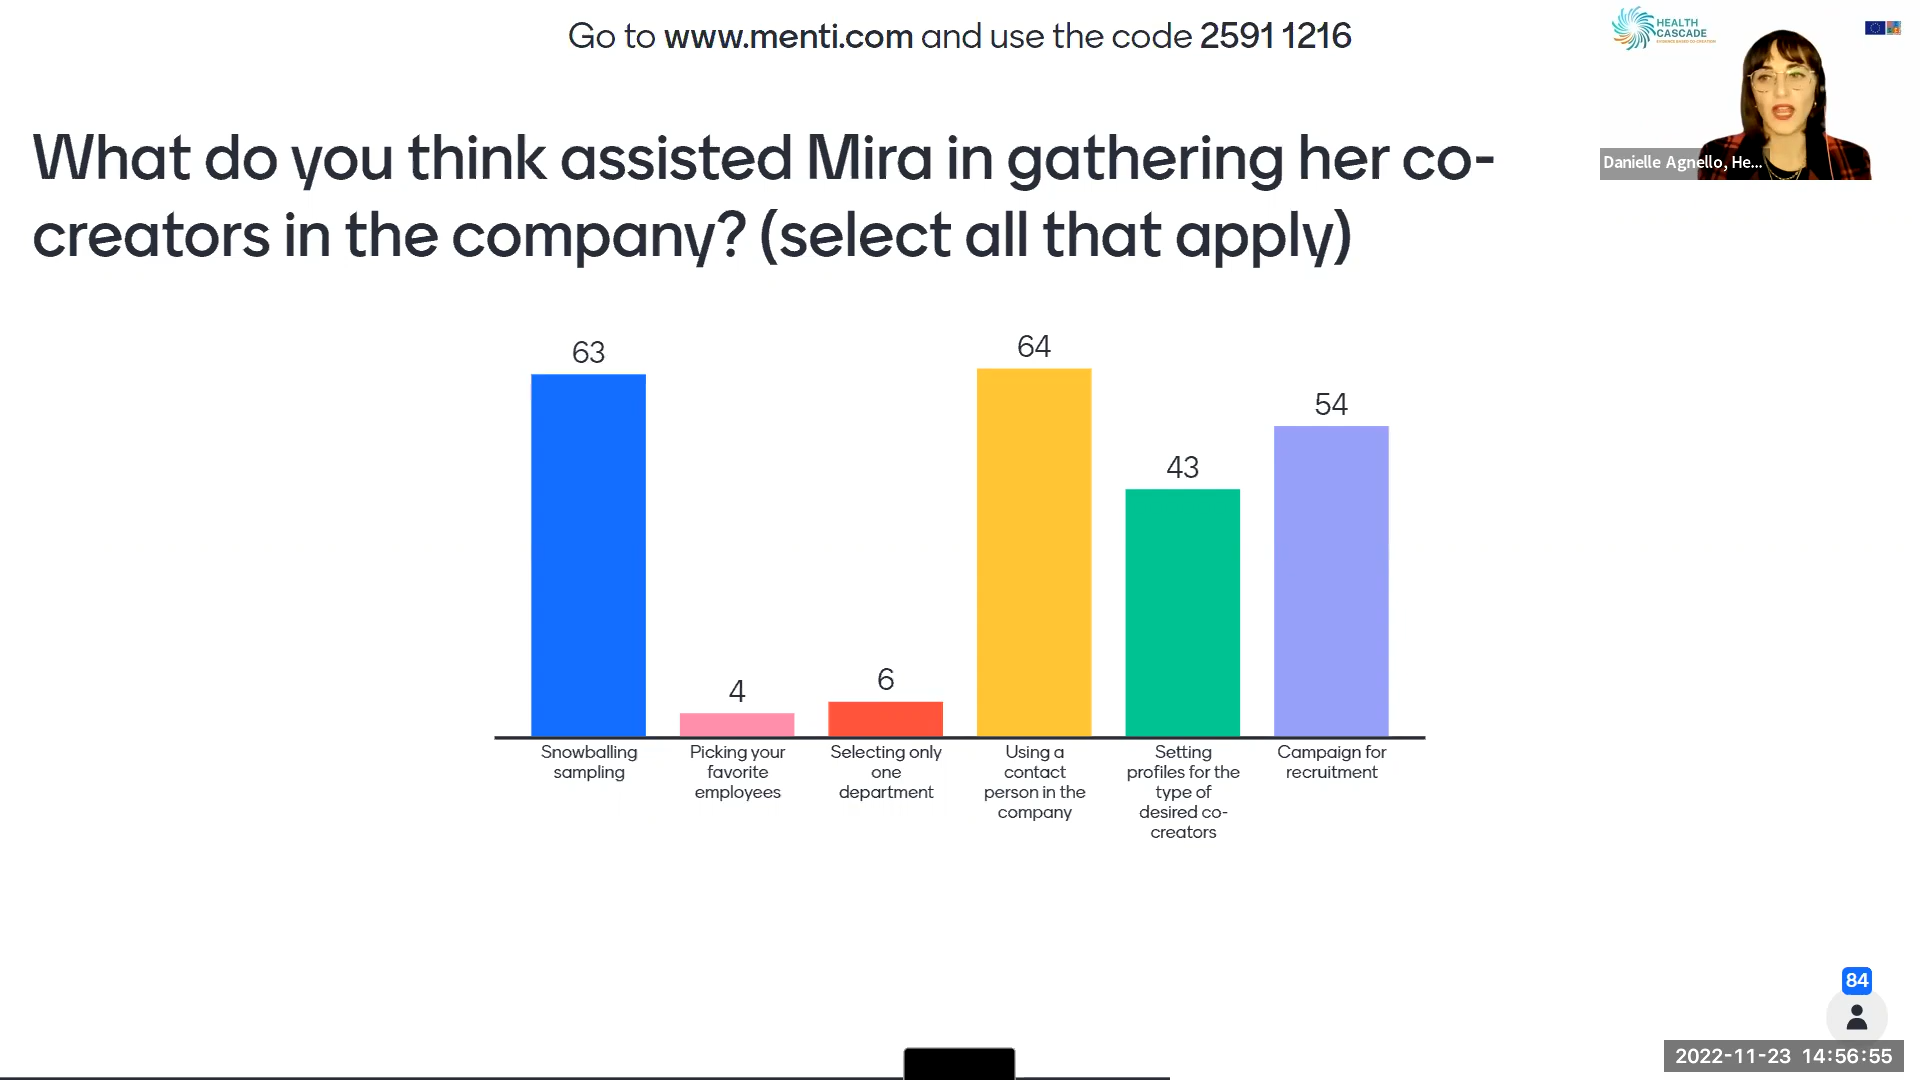 Go to www.menti.com and use the code 2591 1216
HEALTH
CASCADE
Danielle Agnello, He...
What do you think assisted Mira in gathering her co-
creators in the company? (select all that apply)
63
4
6
64
43
54
Snowballing
sampling
Picking your
favorite
employees
Selecting only
one
department
Using a
contact
person in the
company
Setting
profiles for the
type of
desired co-
creators
Campaign for
recruitment
84
2022-11-23 14:56:55